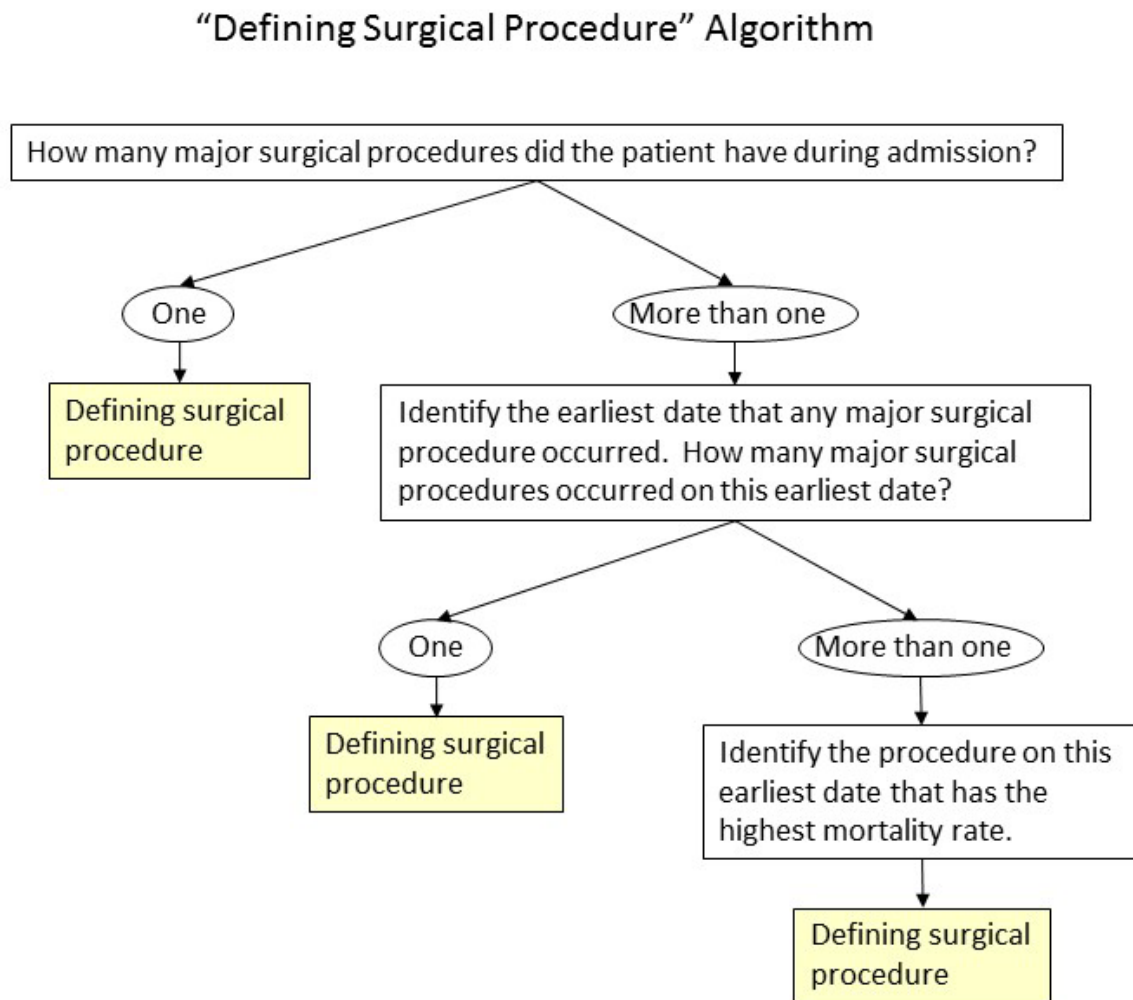 “Defining Surgical Procedure” Algorithm
How many major surgical procedures did the patient have during admission?
One
More than one
Defining surgical
procedure
Identify the earliest date that any major surgical
procedure occurred.  How many major surgical
procedures occurred on this earliest date?
One
More than one
Defining surgical
procedure
Identify the procedure on this
earliest date that has the
highest mortality rate.
Defining surgical
procedure